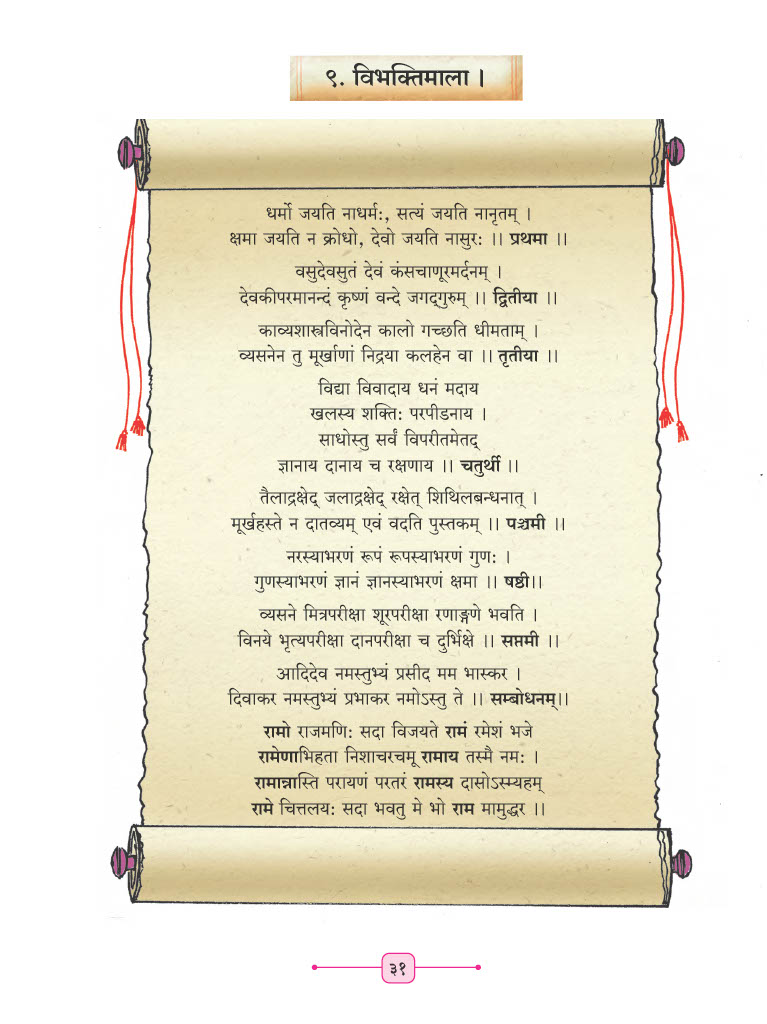 ९. विभक्तिमाला ।
धर्मो जयति नाधर्मः, सत्यं जयति नानृतम् ।
क्षमा जयति न क्रोधो, देवो जयति नासुरः ।। प्रथमा ।।
वसुदेवसुतं देवं कंसचाणूरमर्दनम् ।
देवकीपरमानन्दं कृष्णं वन्दे जगद्‌गुरुम् ।। द्वितीया ।।
काव्यशास्त्रविनोदेन कालो गच्छति धीमताम् ।
व्यसनेन तु मूर्खाणां निद्रया कलहेन वा ।। तृतीया ।।
विद्या विवादाय धनं मदाय
खलस्य शक्तिः परपीडनाय ।
साधोस्तु सर्वं विपरीतमेतद्
ज्ञानाय दानाय च रक्षणाय ।। चतुर्थी ।।
तैलाद्रक्षेद् जलाद्रक्षेद् रक्षेत् शिथिलबन्धनात् ।
मूर्खहस्ते न दातव्यम् एवं वदति पुस्तकम् ।। पञ्चमी ।।
नरस्याभरणं रूपं रूपस्याभरणं गुणः ।
गुणस्याभरणं ज्ञानं ज्ञानस्याभरणं क्षमा ।। षष्ठी।।
व्यसने मित्रपरीक्षा शूरपरीक्षा रणाङ्गणे भवति ।
विनये भृत्यपरीक्षा दानपरीक्षा च दुर्भिक्षे ।। सप्तमी ।।
आदिदेव नमस्तुभ्यं प्रसीद मम भास्कर ।
दिवाकर नमस्तुभ्यं प्रभाकर नमोऽस्तु ते ।। सम्बोधनम्।।
रामो राजमणिः सदा विजयते रामं रमेशं भजे
रामेणाभिहता निशाचरचमू रामाय तस्मै नमः ।
रामान्नास्ति परायणं परतरं रामस्य दासोऽस्म्यहम्
रामे चित्तलयः सदा भवतु मे भो राम मामुद्धर ।।
३१